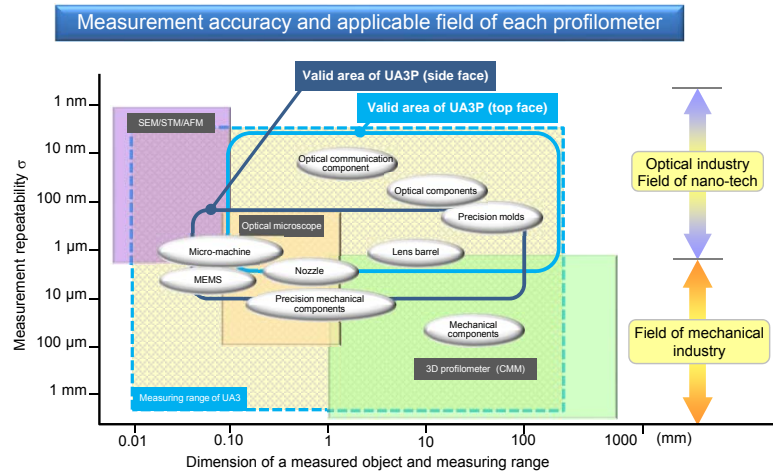 Measurement accuracy and applicable field of each profilometer
Valid area of UA3P (side face)
Valid area of UA3P (top face)
SEM/STM/AFM
1 nm
10 nm
100 nm
1 µm
10 µm
100 µm
1 mm
Measurement repeatability σ
Optical communication
component
Optical components
Precision molds
Optical microscope
Micro-machine
Lens barrel
MEMS
Nozzle
Precision mechanical
components
Mechanical
components
3D profilometer (CMM)
Measuring range of UA3
Optical industry
Field of nano-tech
Field of mechanical
industry
0.01
0.10
1
10
100
1000
(mm)
Dimension of a measured object and measuring range